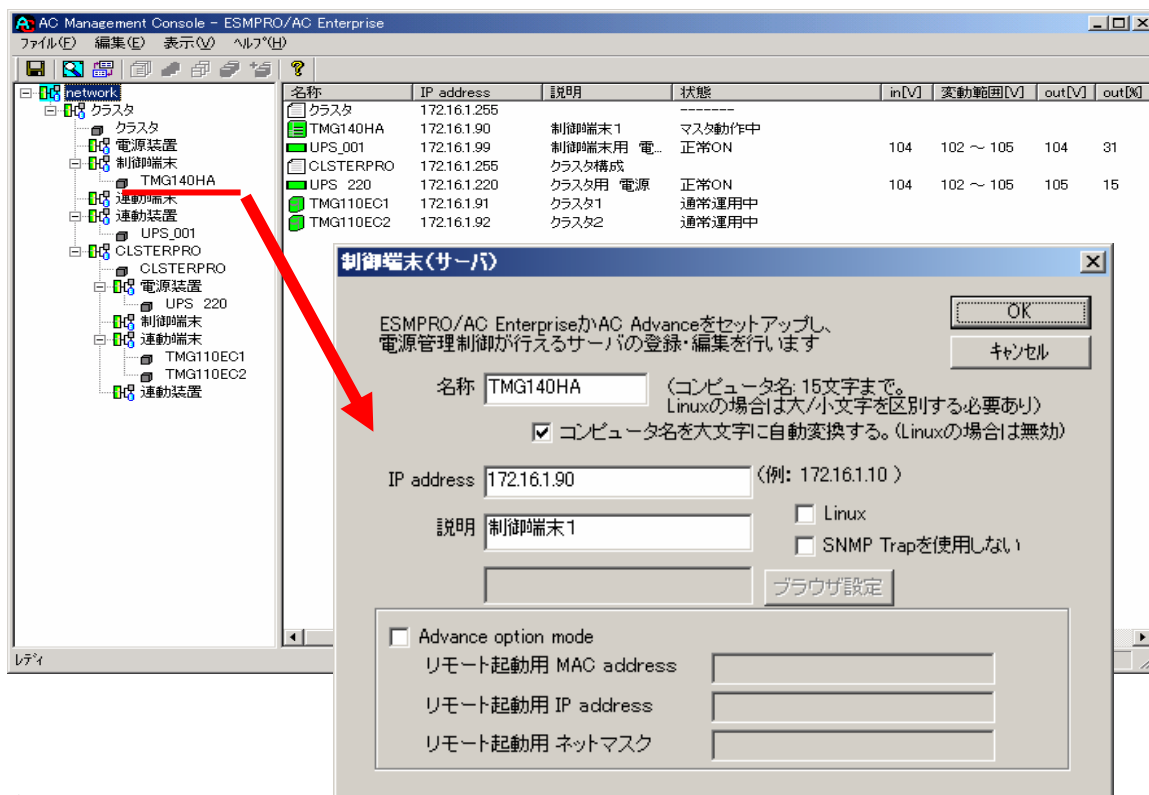 AC Management Console - ESMPRO/AC Enterprise
ファイル(F) 編集(E) 表示(V) ヘルプ(H)
network
クラスタ
クラスタ
電源装置
制御端末
TMG140HA
連動端末
連動装置
UPS_001
CLSTERPRO
CLSTERPRO
電源装置
UPS 220
制御端末
連動端末
TMG110EC1
TMG110EC2
連動装置
名称 IP address 説明 状態 in[V] 変動範囲[V] out[V] out[%]
クラスタ 172.16.1.255 -------
TMG140HA 172.16.1.90 制御端末1 マスタ動作中
UPS_001 172.16.1.99 制御端末用 電... 正常ON 104 102 ～ 105 104 31
CLSTERPRO 172.16.1.255 クラスタ構成
UPS 220 172.16.1.220 クラスタ用 電源 正常ON 104 102 ～ 105 105 15
TMG110EC1 172.16.1.91 クラスタ1 通常運用中
TMG110EC2 172.16.1.92 クラスタ2 通常運用中
制御端末(サーバ)
ESMPRO/AC EnterpriseかAC Advanceをセットアップし、
電源管理制御が行えるサーバの登録・編集を行います
OK
キャンセル
名称 TMG140HA (コンピュータ名: 15文字まで。
Linuxの場合は大/小文字を区別する必要あり)
コンピュータ名を大文字に自動変換する。(Linuxの場合は無効)
IP address 172.16.1.90 (例: 172.16.1.10 )
説明 制御端末1
Linux
SNMP Trapを使用しない
ブラウザ設定
Advance option mode
リモート起動用 MAC address
リモート起動用 IP address
リモート起動用 ネットマスク
レディ